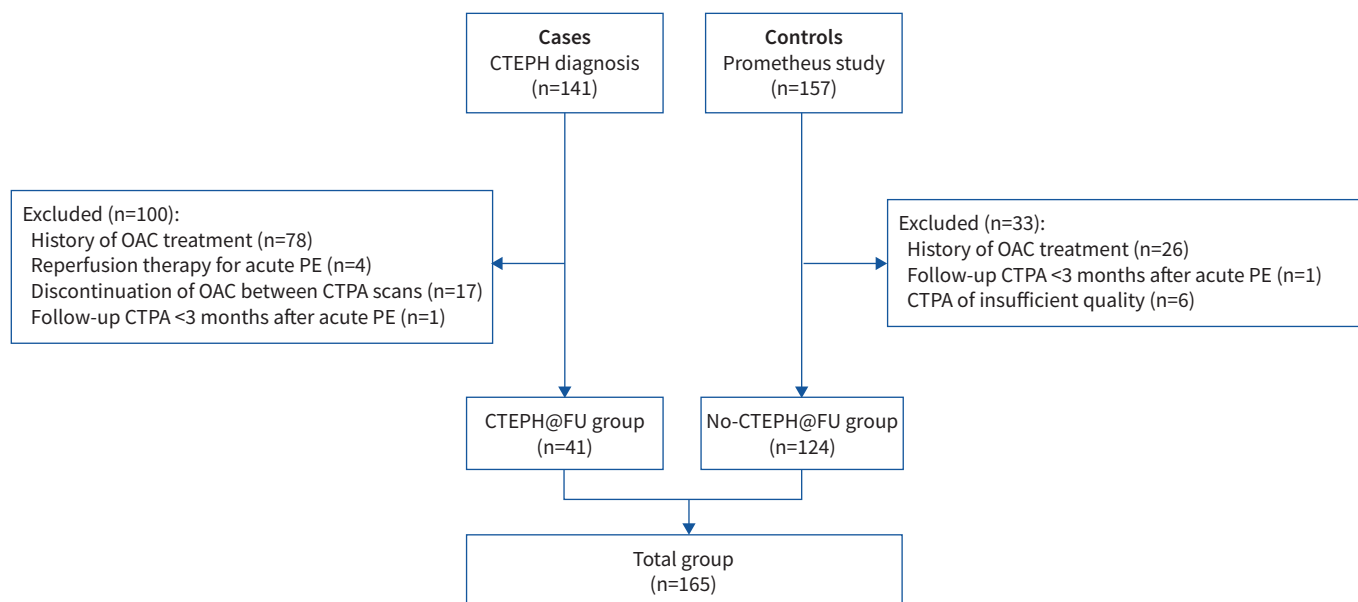 Cases
CTEPH diagnosis
(n=141)
Controls
Prometheus study
(n=157)
Excluded (n=100):
History of OAC treatment (n=78)
Reperfusion therapy for acute PE (n=4)
Discontinuation of OAC between CTPA scans (n=17)
Follow-up CTPA <3 months after acute PE (n=1)
Excluded (n=33):
History of OAC treatment (n=26)
Follow-up CTPA <3 months after acute PE (n=1)
CTPA of insufficient quality (n=6)
CTEPH@FU group
(n=41)
No-CTEPH@FU group
(n=124)
Total group
(n=165)